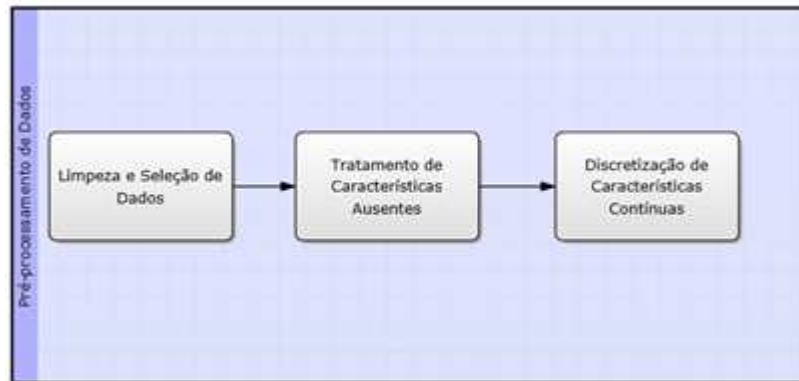 Pré-processamento de Dados
Limpeza e Seleção de
Dados
Tratamento de
Características
Ausentes
Discretização de
Características
Contínuas